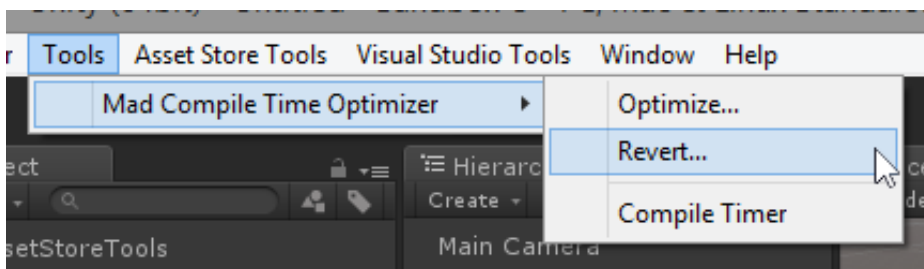 Tools Asset Store Tools Visual Studio Tools Window Help
Mad Compile Time Optimizer
Optimize...
Revert...
Compile Timer
Hierarc
Create
Main Camera
ect
setStoreTools